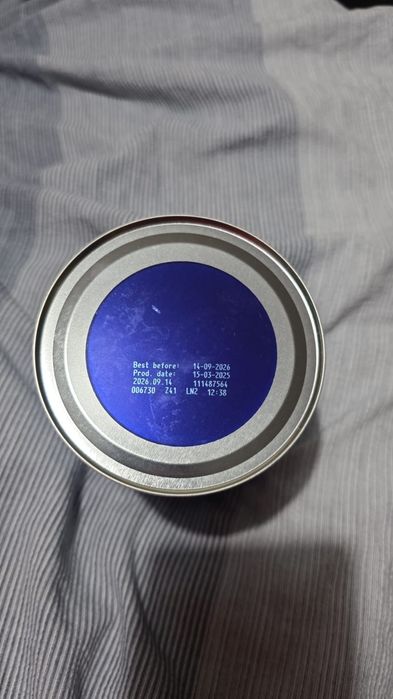 Best before: 14-09-2026
Prod. date: 15-03-2025
2026.09.14 111487564
006730 Z41 LN2 12:38